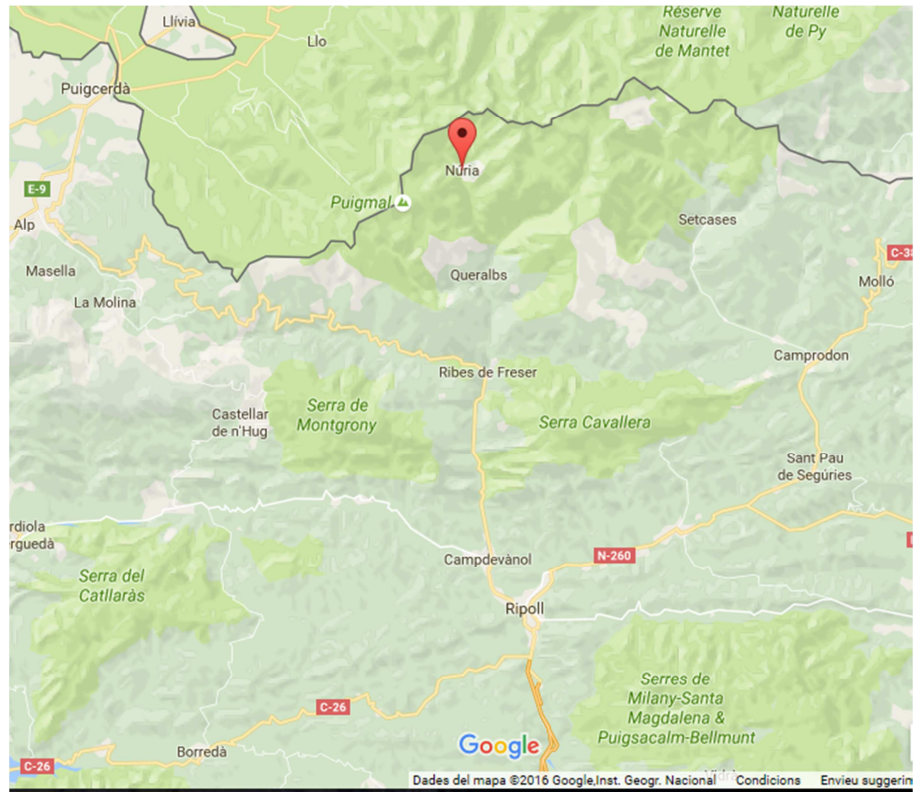 Llívia
Réserve
Naturelle
de Mantet
Naturelle
de Py
Llo
Puigcerdà
Núria
E-9
Puigmal
Alp
Setcases
C-38
Masella
Queralbs
Molló
La Molina
Camprodon
Ribes de Freser
Serra de
Montgrony
Castellar
de n'Hug
Serra Cavallera
Sant Pau
de Segúries
rdiola
erguedà
Campdevànol
N-260
Serra del
Catllaràs
Ripoll
Serres de
Milany-Santa
Magdalena &
Puigsacalm-Bellmunt
C-26
Google
Borredà
C-26
Dades del mapa ©2016 Google,Inst. Geogr. Nacional Condicions Envieu suggerin